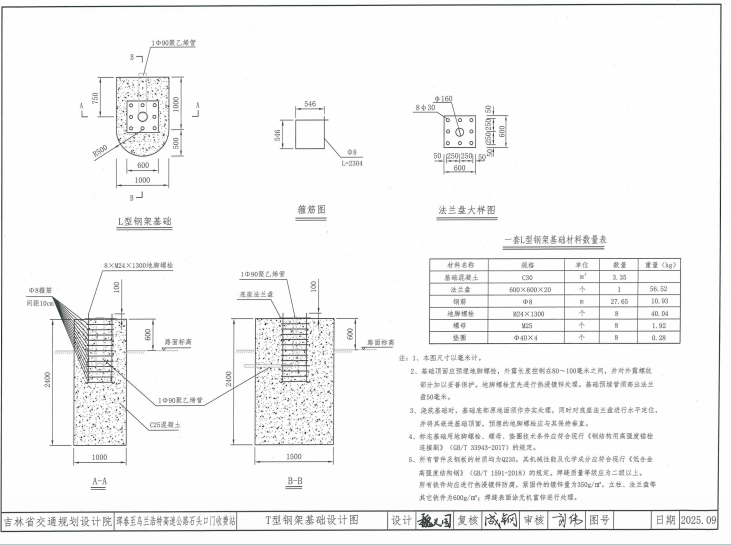 1Φ90聚乙烯管
B
A
A
750
1000
500
R500
600
1000
B
L型钢架基础
546
546
Φ8
L=2304
箍筋图
Φ160
8Φ30
50
250
250
50
600
50
250
250
50
600
法兰盘大样图
8×M24×1300地脚螺栓
Φ8箍筋
间距10cm
100
600
路面标高
2400
1Φ90聚乙烯管
C25混凝土
1000
A-A
1Φ90聚乙烯管
底座法兰盘
100
600
路面标高
2400
1500
B-B
一套L型钢架基础材料数量表
材料名称 规格 单位 数量 重量（kg）
基础混凝土 C30 m³ 3.35
法兰盘 600×600×20 个 1 56.52
钢筋 Φ8 m 27.65 10.93
地脚螺栓 M24×1300 个 8 40.04
螺母 M25 个 8 1.92
垫圈 Φ40×4 个 8 0.28
注：1、本图尺寸以毫米计。
2、基础顶面应预埋地脚螺栓，外露长度控制在80～100毫米之间，并对外露螺纹
部分加以妥善保护。地脚螺栓宜先进行热浸镀锌处理。基础预埋管须高出法兰
盘50毫米。
3、浇筑基础时，基础底部原地面须作夯实处理，同时对底座法兰盘进行水平定位，
并将其嵌进基础顶面，预埋的地脚螺栓应与其保持垂直。
4、标志基础用地脚螺栓、螺母、垫圈技术条件应符合现行《钢结构用高强度锚栓
连接副》（GB/T 33943-2017）的规定。
5、所有管件及钢板的材质均为Q235，其机械性能及化学成分应符合现行《低合金
高强度结构钢》（GB/T 1591-2018）的规定。焊缝质量等级应为二级以上。
所有铁件均应进行热浸镀锌防腐。紧固件的镀锌量为350g/m²，立柱、法兰盘等
其它铁件为600g/m²；焊缝表面涂无机富锌进行处理。
吉林省交通规划设计院 珲春至乌兰浩特高速公路石头口门收费站 T型钢架基础设计图 设计 复核 审核 图号 日期 2025.09